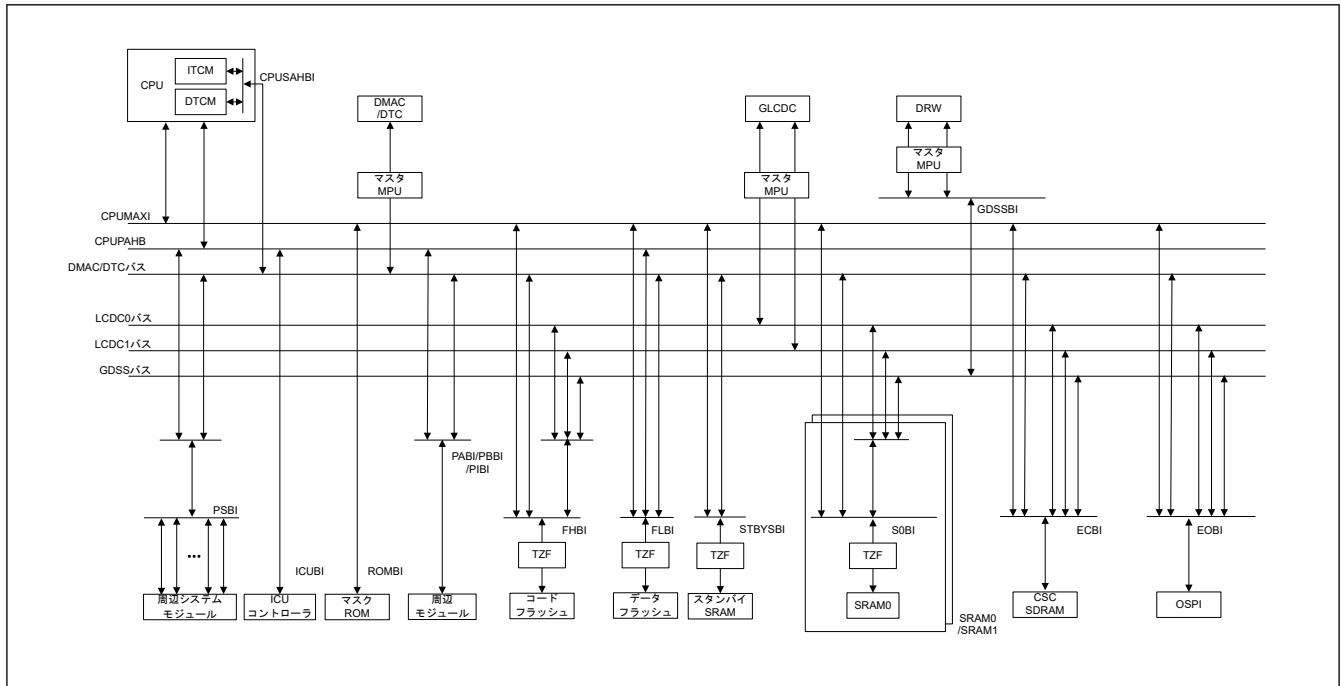 ITCM
CPU
CPUSAHBI
DTCM
DMAC
/DTC
GLCDC
DRW
マスタ
MPU
マスタ
MPU
マスタ
MPU
GDSSBI
CPUMAXI
CPUPAHB
DMAC/DTCバス
LCDC0バス
LCDC1バス
GDSSバス
PABI/PBBI
/PIBI
PSBI
FHBI
FLBI
STBYSBI
S0BI
ECBI
EOBI
...
TZF
TZF
TZF
TZF
ICUBI
ROMBI
周辺システム
モジュール
ICU
コントローラ
マスク
ROM
周辺
モジュール
コード
フラッシュ
データ
フラッシュ
スタンバイ
SRAM
SRAM0
SRAM0
/SRAM1
CSC
SDRAM
OSPI